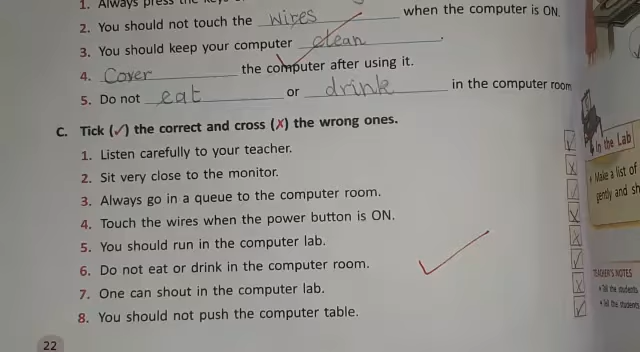 1. Always press the
2. You should not touch the wires when the computer is ON.
3. You should keep your computer clean.
4. Cover the computer after using it.
5. Do not eat or drink in the computer room
C. Tick (✓) the correct and cross (✗) the wrong ones.
1. Listen carefully to your teacher. ✓
2. Sit very close to the monitor. ✗
3. Always go in a queue to the computer room. ✓
4. Touch the wires when the power button is ON. ✗
5. You should run in the computer lab. ✗
6. Do not eat or drink in the computer room. ✓
7. One can shout in the computer lab. ✗
8. You should not push the computer table. ✓
22
In the Lab
• Make a list of
gently and sh
TEACHER'S NOTES
• Tell the students
• Tell the students